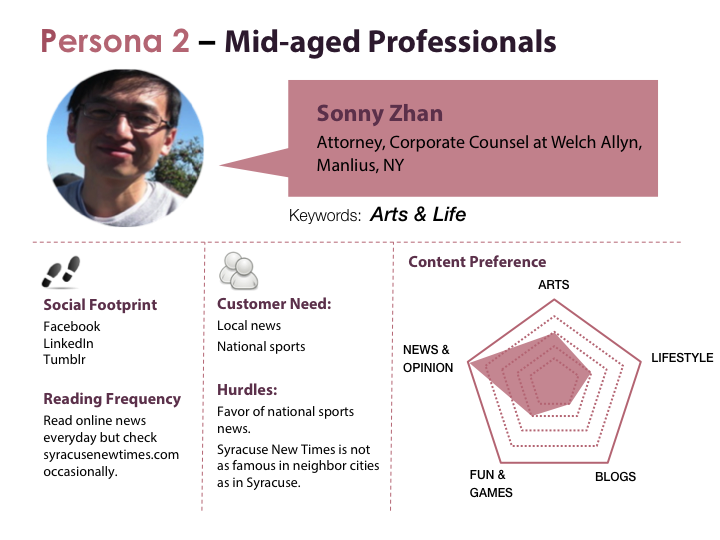 Persona 2 – Mid-aged Professionals
Sonny Zhan
Attorney, Corporate Counsel at Welch Allyn,
Manlius, NY
Keywords: Arts & Life
Social Footprint
Facebook
LinkedIn
Tumblr
Reading Frequency
Read online news
everyday but check
syracusenewtimes.com
occasionally.
Customer Need:
Local news
National sports
Hurdles:
Favor of national sports
news.
Syracuse New Times is not
as famous in neighbor cities
as in Syracuse.
Content Preference
ARTS
NEWS &
OPINION
LIFESTYLE
FUN &
GAMES
BLOGS